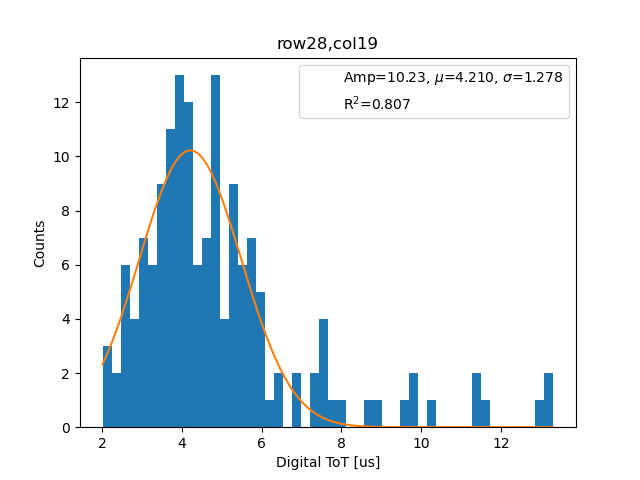 row28,col19
Amp=10.23, μ=4.210, σ=1.278
R²=0.807
Counts
12
10
8
6
4
2
0
2 4 6 8 10 12
Digital ToT [us]